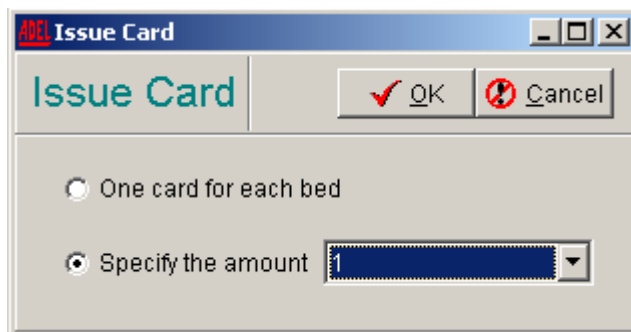 ADEL Issue Card
Issue Card
OK
Cancel
One card for each bed
Specify the amount 1